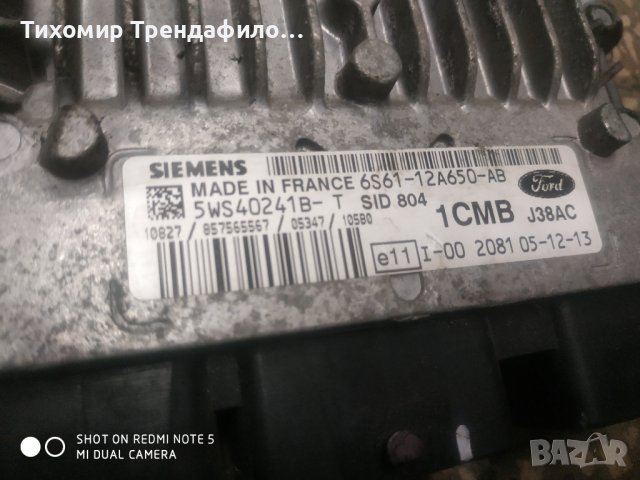 Тихомир Трендафило...
SIEMENS
MADE IN FRANCE 6S61-12A650-AB
5WS40241B- T SID 804
10827/ 857565567 / 05347 / 10580
1CMB J38AC
Ford
e11 I-00 2081 05-12-13
SHOT ON REDMI NOTE 5
MI DUAL CAMERA
BAZAR